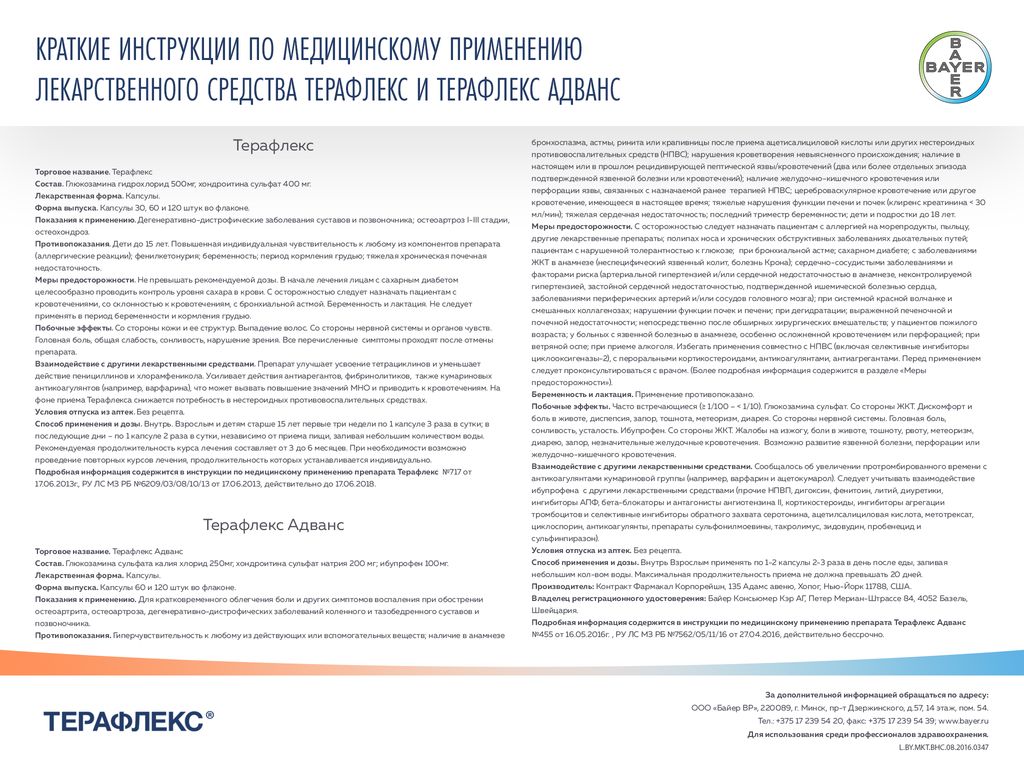 КРАТКИЕ ИНСТРУКЦИИ ПО МЕДИЦИНСКОМУ ПРИМЕНЕНИЮ
ЛЕКАРСТВЕННОГО СРЕДСТВА ТЕРАФЛЕКС И ТЕРАФЛЕКС АДВАНС
BAYER
BAYER
Терафлекс
Торговое название. Терафлекс
Состав. Глюкозамина гидрохлорид 500мг, хондроитина сульфат 400 мг.
Лекарственная форма. Капсулы.
Форма выпуска. Капсулы 30, 60 и 120 штук во флаконе.
Показания к применению. Дегенеративно-дистрофические заболевания суставов и позвоночника; остеоартроз I-III стадии,
остеохондроз.
Противопоказания. Дети до 15 лет. Повышенная индивидуальная чувствительность к любому из компонентов препарата
(аллергические реакции); фенилкетонурия; беременность; период кормления грудью; тяжелая хроническая почечная
недостаточность.
Меры предосторожности. Не превышать рекомендуемой дозы. В начале лечения лицам с сахарным диабетом
целесообразно проводить контроль уровня сахара в крови. С осторожностью следует назначать пациентам с
кровотечениями, со склонностью к кровотечениям, с бронхиальной астмой. Беременность и лактация. Не следует
применять в период беременности и кормления грудью.
Побочные эффекты. Со стороны кожи и ее структур. Выпадение волос. Со стороны нервной системы и органов чувств.
Головная боль, общая слабость, сонливость, нарушение зрения. Все перечисленные симптомы проходят после отмены
препарата.
Взаимодействие с другими лекарственными средствами. Препарат улучшает усвоение тетрациклинов и уменьшает
действие пенициллинов и хлорамфеникола. Усиливает действия антиагрегантов, фибринолитиков, также кумариновых
антикоагулянтов (например, варфарина), что может вызвать повышение значений МНО и приводить к кровотечениям. На
фоне приема Терафлекса снижается потребность в нестероидных противовоспалительных средствах.
Условия отпуска из аптек. Без рецепта.
Способ применения и дозы. Внутрь. Взрослым и детям старше 15 лет первые три недели по 1 капсуле 3 раза в сутки; в
последующие дни – по 1 капсуле 2 раза в сутки, независимо от приема пищи, запивая небольшим количеством воды.
Рекомендуемая продолжительность курса лечения составляет от 3 до 6 месяцев. При необходимости возможно
проведение повторных курсов лечения, продолжительность которых устанавливается индивидуально.
Подробная информация содержится в инструкции по медицинскому применению препарата Терафлекс №717 от
17.06.2013г., РУ ЛС МЗ РБ №6209/03/08/10/13 от 17.06.2013, действительно до 17.06.2018.
Терафлекс Адванс
Торговое название. Терафлекс Адванс
Состав. Глюкозамина сульфата калия хлорид 250мг, хондроитина сульфат натрия 200 мг; ибупрофен 100мг.
Лекарственная форма. Капсулы.
Форма выпуска. Капсулы 60 и 120 штук во флаконе.
Показания к применению. Для кратковременного облегчения боли и других симптомов воспаления при обострении
остеоартрита, остеоартроза, дегенеративно-дистрофических заболеваний коленного и тазобедренного суставов и
позвоночника.
Противопоказания. Гиперчувствительность к любому из действующих или вспомогательных веществ; наличие в анамнезе
бронхоспазма, астмы, ринита или крапивницы после приема ацетисалициловой кислоты или других нестероидных
противовоспалительных средств (НПВС); нарушения кроветворения невыясненного происхождения; наличие в
настоящем или в прошлом рецидивирующей пептической язвы/кровотечений (два или более отдельных эпизода
подтвержденной язвенной болезни или кровотечений); наличие желудочно-кишечного кровотечения или
перфорации язвы, связанных с назначаемой ранее терапией НПВС; цереброваскулярное кровотечение или другое
кровотечение, имеющееся в настоящее время; тяжелые нарушения функции печени и почек (клиренс креатинина < 30
мл/мин); тяжелая сердечная недостаточность; последний триместр беременности; дети и подростки до 18 лет.
Меры предосторожности. С осторожностью следует назначать пациентам с аллергией на морепродукты, пыльцу,
другие лекарственные препараты; полипах носа и хронических обструктивных заболеваниях дыхательных путей;
пациентам с нарушенной толерантностью к глюкозе; при бронхиальной астме; сахарном диабете; с заболеваниями
ЖКТ в анамнезе (неспецифический язвенный колит, болезнь Крона); сердечно-сосудистыми заболеваниями и
факторами риска (артериальной гипертензией и/или сердечной недостаточностью в анамнезе, неконтролируемой
гипертензией, застойной сердечной недостаточностью, подтвержденной ишемической болезнью сердца,
заболеваниями периферических артерий и/или сосудов головного мозга); при системной красной волчанке и
смешанных коллагенозах; нарушении функции почек и печени; при дегидратации; выраженной печеночной и
почечной недостаточности; непосредственно после обширных хирургических вмешательств; у пациентов пожилого
возраста; у больных с язвенной болезнью в анамнезе, особенно осложненной кровотечением или перфорацией; при
ветряной оспе; при приеме алкоголя. Избегать применения совместно с НПВС (включая селективные ингибиторы
циклооксигеназы-2), с пероральными кортикостероидами, антикоагулянтами, антиагрегантами. Перед применением
следует проконсультироваться с врачом. (Более подробная информация содержится в разделе «Меры
предосторожности»).
Беременность и лактация. Применение противопоказано.
Побочные эффекты. Часто встречающиеся (≥ 1/100 – < 1/10). Глюкозамина сульфат. Со стороны ЖКТ. Дискомфорт и
боль в животе, диспепсия, запор, тошнота, метеоризм, диарея. Со стороны нервной системы. Головная боль,
сонливость, усталость. Ибупрофен. Со стороны ЖКТ. Жалобы на изжогу, боли в животе, тошноту, рвоту, метеоризм,
диарею, запор, незначительные желудочные кровотечения. Возможно развитие язвенной болезни, перфорации или
желудочно-кишечного кровотечения.
Взаимодействие с другими лекарственными средствами. Сообщалось об увеличении протромбированного времени с
антикоагулянтами кумариновой группы (например, варфарин и ацетокумарол). Следует учитывать взаимодействие
ибупрофена с другими лекарственными средствами (прочие НПВП, дигоксин, фенитоин, литий, диуретики,
ингибиторы АПФ, бета-блокаторы и антагонисты ангиотензина II, кортикостероиды, ингибиторы агрегации
тромбоцитов и селективные ингибиторы обратного захвата серотонина, ацетилсалициловая кислота, метотрексат,
циклоспорин, антикоагулянты, препараты сульфонилмоевины, такролимус, зидовудин, пробенецид и
сульфинпиразон).
Условия отпуска из аптек. Без рецепта.
Способ применения и дозы. Внутрь Взрослым применять по 1-2 капсулы 2-3 раза в день после еды, запивая
небольшим кол-вом воды. Максимальная продолжительность приема не должна превышать 20 дней.
Производитель: Контракт Фармакал Корпорейшн, 135 Адамс авеню, Хопог, Нью-Йорк 11788, США.
Владелец регистрационного удостоверения: Байер Консьюмер Кэр АГ, Петер Мериан-Штрассе 84, 4052 Базель,
Швейцария.
Подробная информация содержится в инструкции по медицинскому применению препарата Терафлекс Адванс
№455 от 16.05.2016г. , РУ ЛС МЗ РБ №7562/05/11/16 от 27.04.2016, действительно бессрочно.
ТЕРАФЛЕКС®
За дополнительной информацией обращаться по адресу:
ООО «Байер ВР», 220089, г. Минск, пр-т Дзержинского, д.57, 14 этаж, пом. 54.
Тел.: +375 17 239 54 20, факс: +375 17 239 54 39; www.bayer.ru
Для использования среди профессионалов здравоохранения.
L.BY.MKT.BHC.08.2016.0347